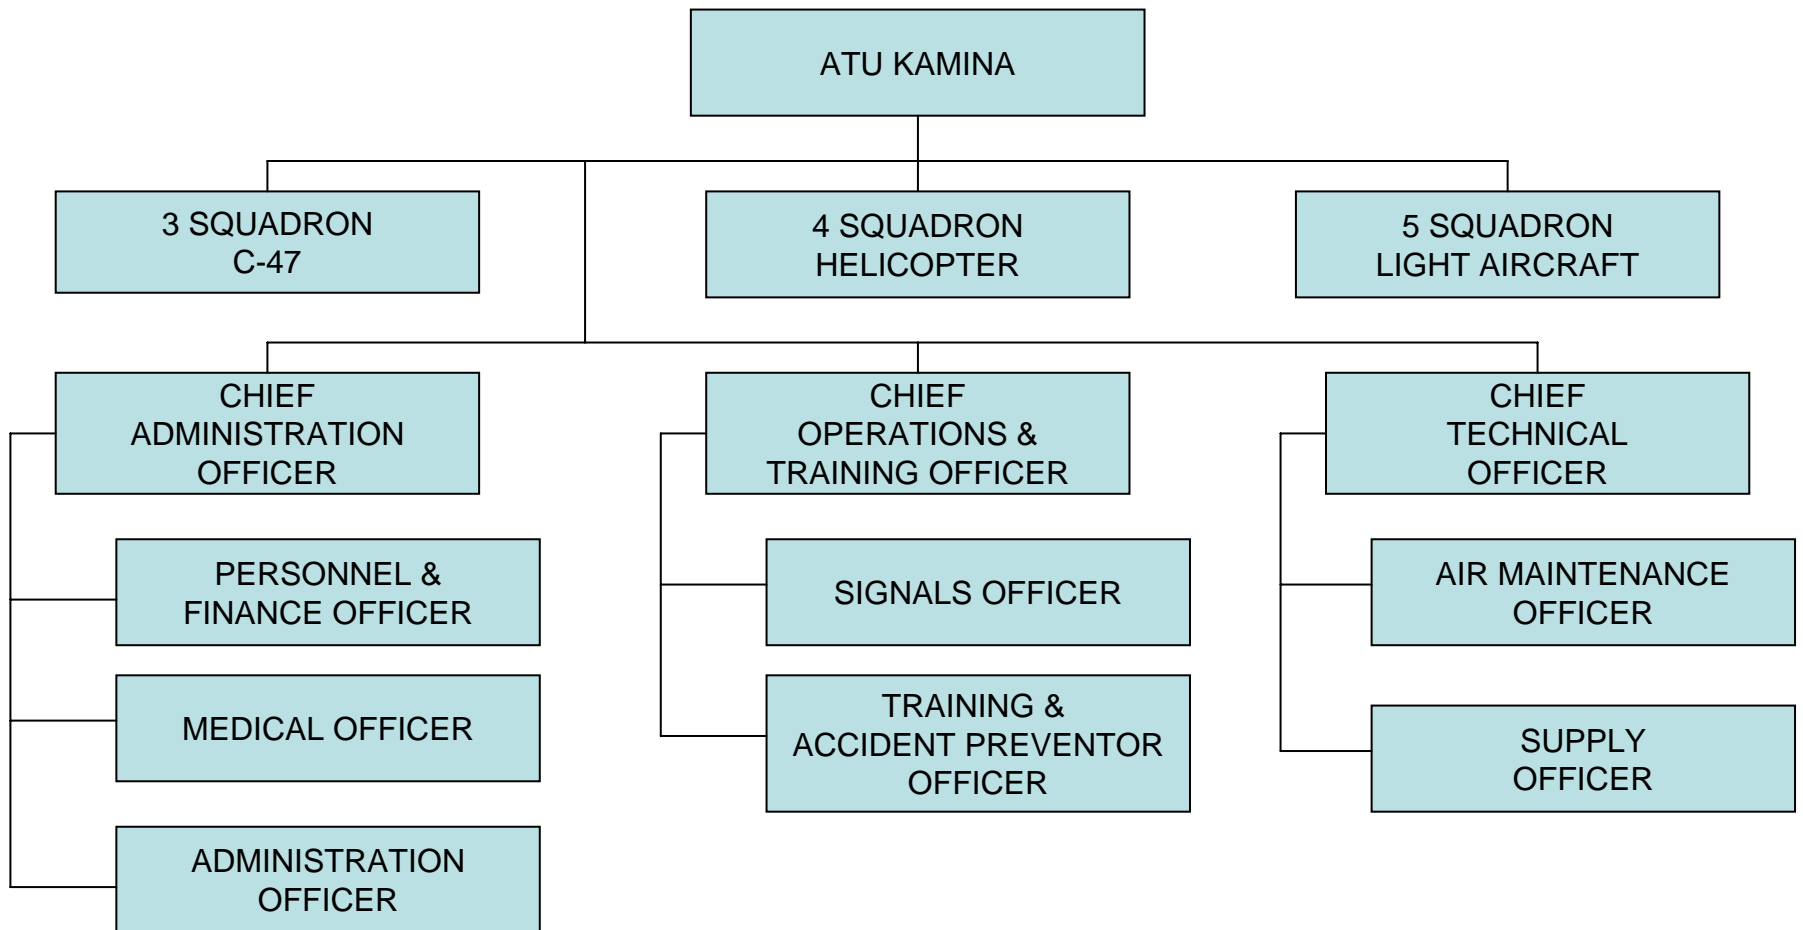 ATU KAMINA
3 SQUADRON
C-47
4 SQUADRON
HELICOPTER
5 SQUADRON
LIGHT AIRCRAFT
CHIEF
ADMINISTRATION
OFFICER
CHIEF
OPERATIONS &
TRAINING OFFICER
CHIEF
TECHNICAL
OFFICER
PERSONNEL &
FINANCE OFFICER
SIGNALS OFFICER
AIR MAINTENANCE
OFFICER
MEDICAL OFFICER
TRAINING &
ACCIDENT PREVENTOR
OFFICER
SUPPLY
OFFICER
ADMINISTRATION
OFFICER